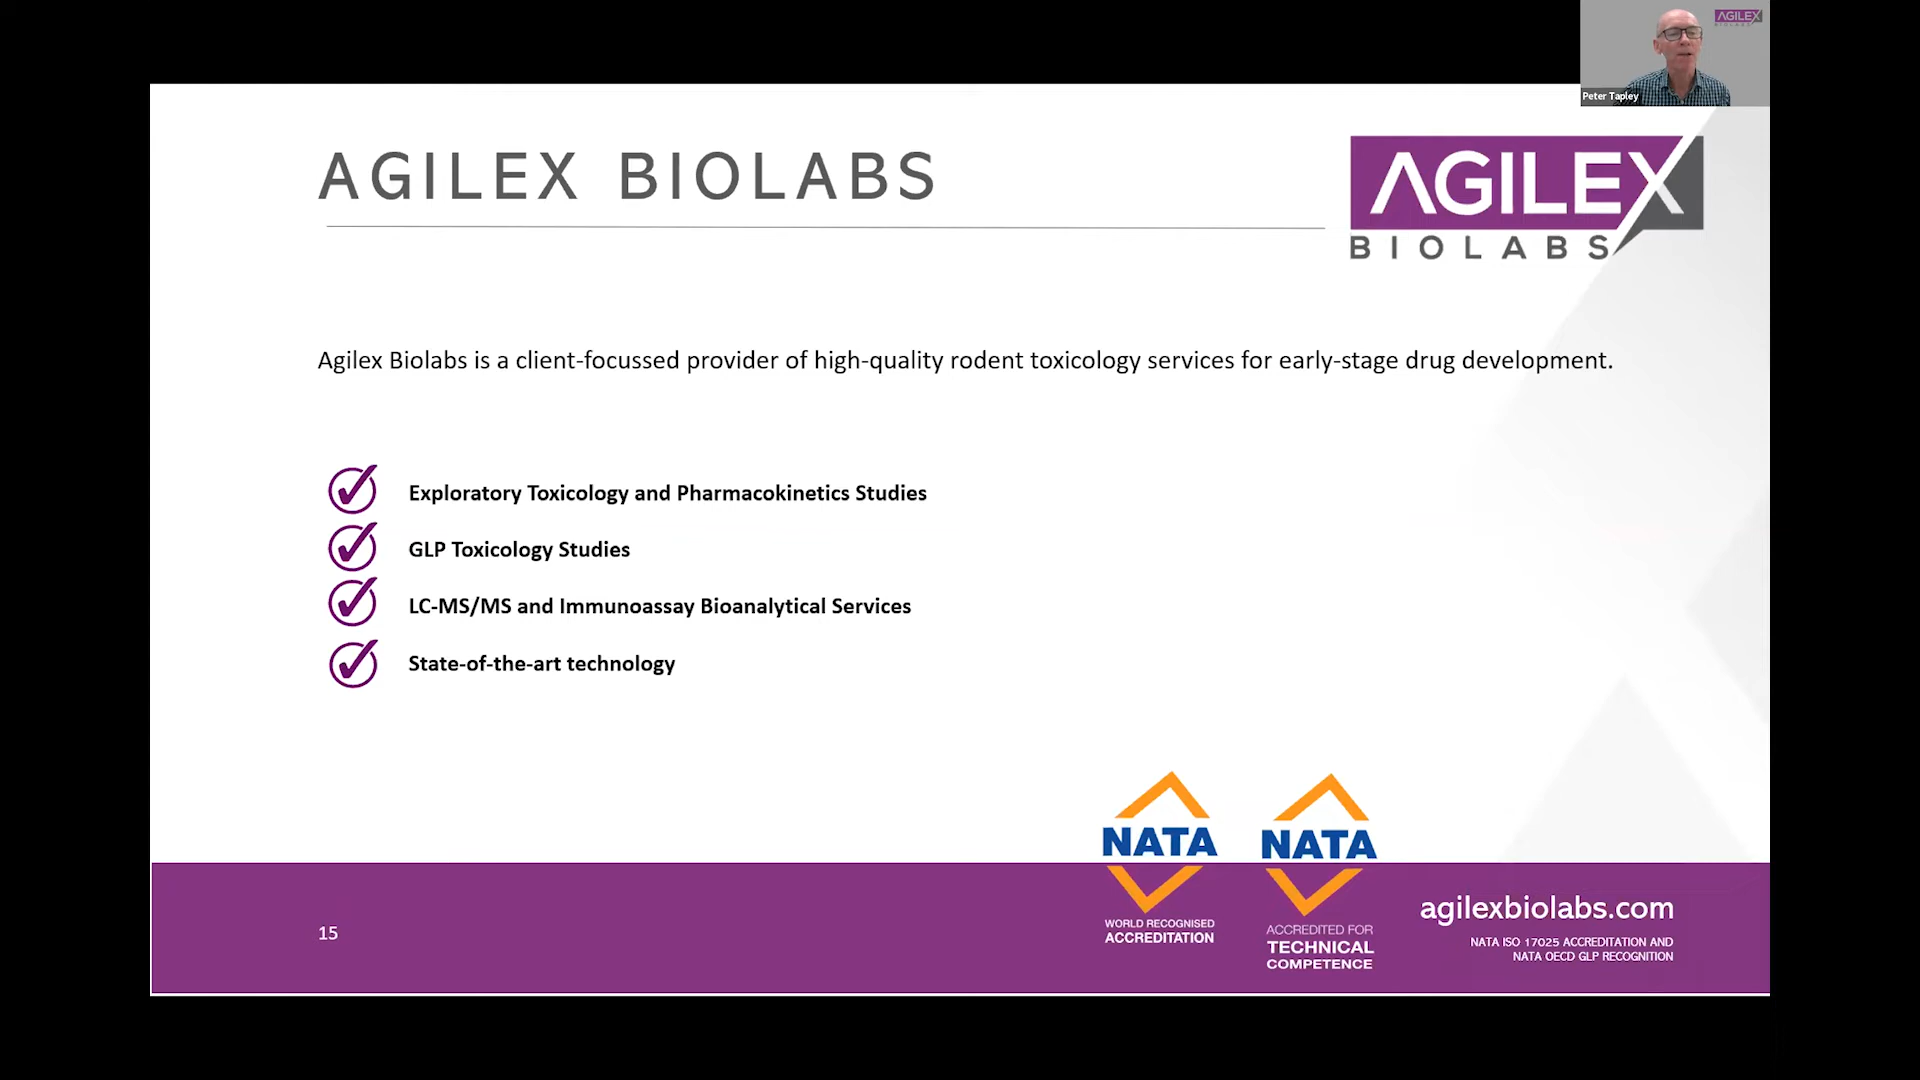 AGILEX
BIOLABS
Peter Tapley
AGILEX BIOLABS
AGILEX
BIOLABS
Agilex Biolabs is a client-focussed provider of high-quality rodent toxicology services for early-stage drug development.
Exploratory Toxicology and Pharmacokinetics Studies
GLP Toxicology Studies
LC-MS/MS and Immunoassay Bioanalytical Services
State-of-the-art technology
NATA
WORLD RECOGNISED
ACCREDITATION
NATA
ACCREDITED FOR
TECHNICAL
COMPETENCE
agilexbiolabs.com
NATA ISO 17025 ACCREDITATION AND
NATA OECD GLP RECOGNITION
15